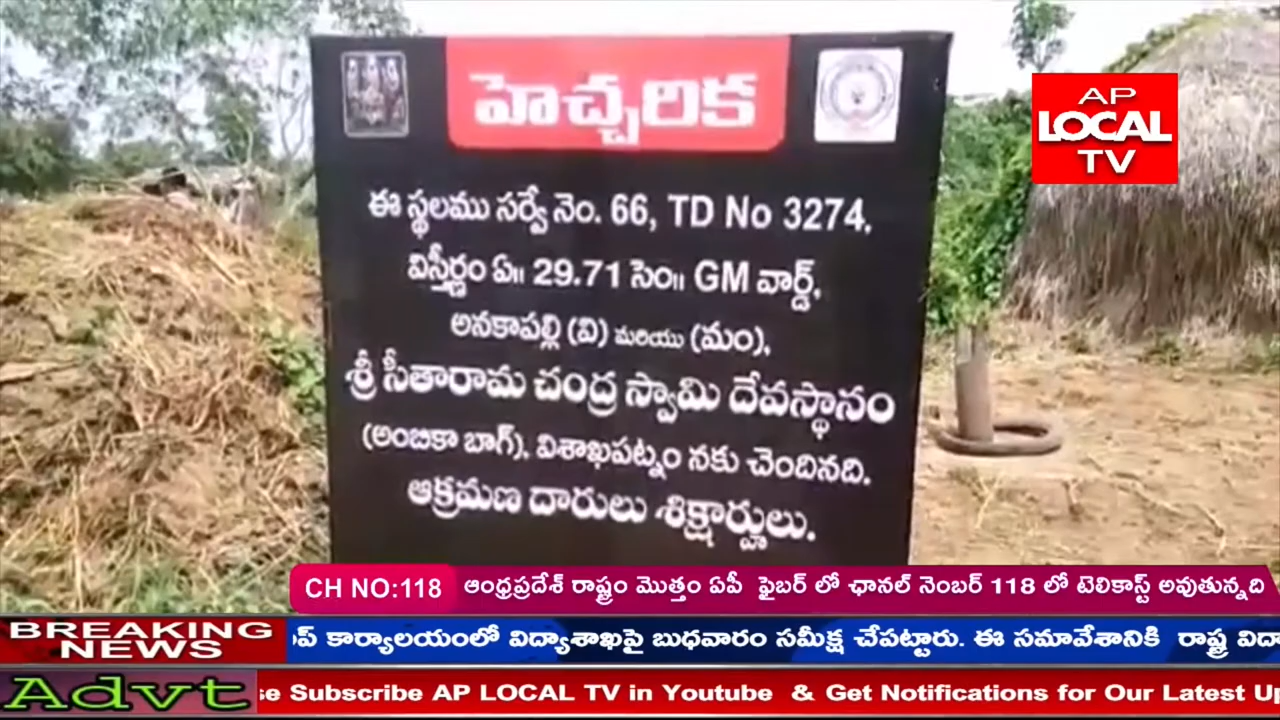 హెచ్చరిక
AP
LOCAL
TV
ఈ స్థలము సర్వే నెం. 66, TD No 3274,
విస్తీర్ణం ఏ॥ 29.71 సెం॥ GM వార్డ్,
అనకాపల్లి (వి) మరియు (మం),
శ్రీ సీతారామ చంద్ర స్వామి దేవస్థానం
(అంబికా బాగ్), విశాఖపట్నం నకు చెందినది.
ఆక్రమణ దారులు శిక్షార్హులు.
CH NO:118 ఆంధ్రప్రదేశ్ రాష్ట్రం మొత్తం ఏపీ ఫైబర్ లో ఛానల్ నెంబర్ 118 లో టెలికాస్ట్ అవుతున్నది
BREAKING
NEWS
కార్యాలయంలో విద్యాశాఖపై బుధవారం సమీక్ష చేపట్టారు. ఈ సమావేశానికి రాష్ట్ర
Advt
Subscribe AP LOCAL TV in Youtube & Get Notifications for Our Latest